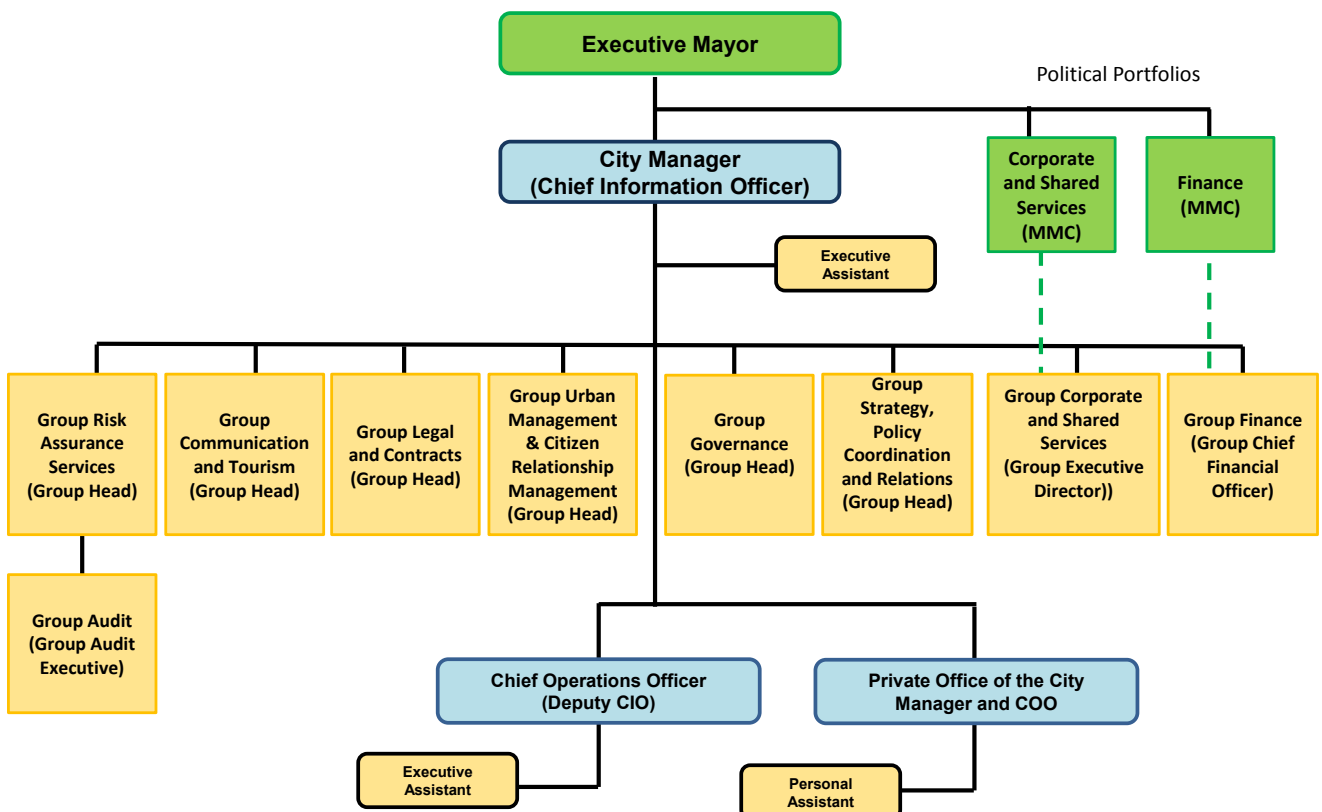 Executive Mayor
Political Portfolios
City Manager
(Chief Information Officer)
Corporate
and Shared
Services
(MMC)
Finance
(MMC)
Executive
Assistant
Group Risk
Assurance
Services
(Group Head)
Group
Communication
and Tourism
(Group Head)
Group Legal
and Contracts
(Group Head)
Group Urban
Management
& Citizen
Relationship
Management
(Group Head)
Group
Governance
(Group Head)
Group
Strategy,
Policy
Coordination
and Relations
(Group Head)
Group Corporate
and Shared
Services
(Group Executive
Director))
Group Finance
(Group Chief
Financial
Officer)
Group Audit
(Group Audit
Executive)
Chief Operations Officer
(Deputy CIO)
Private Office of the City
Manager and COO
Executive
Assistant
Personal
Assistant